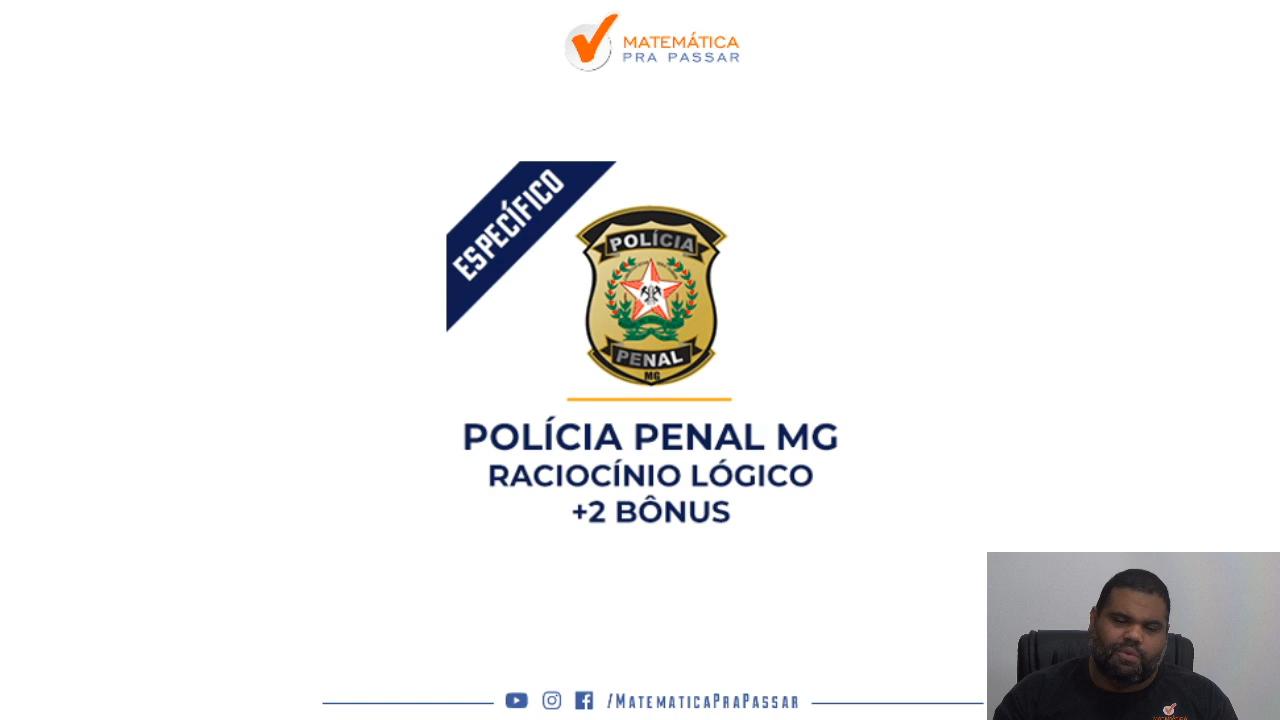 MATEMÁTICA
PRA PASSAR
ESPECÍFICO
POLÍCIA
PENAL
MG
POLÍCIA PENAL MG
RACIOCÍNIO LÓGICO
+2 BÔNUS
/MATEMATICAPRAPASSAR